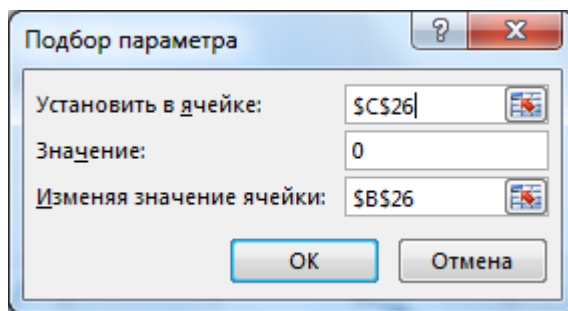 Подбор параметра
Установить в ячейке: $C$26
Значение: 0
Изменяя значение ячейки: $B$26
ОК Отмена